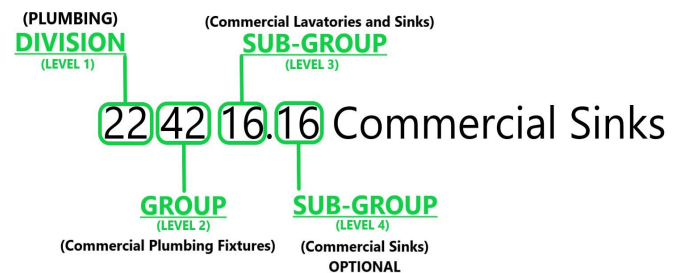 (PLUMBING)
DIVISION
(LEVEL 1)
(Commercial Lavatories and Sinks)
SUB-GROUP
(LEVEL 3)
22 42 16.16 Commercial Sinks
GROUP
(LEVEL 2)
(Commercial Plumbing Fixtures)
SUB-GROUP
(LEVEL 4)
(Commercial Sinks)
OPTIONAL